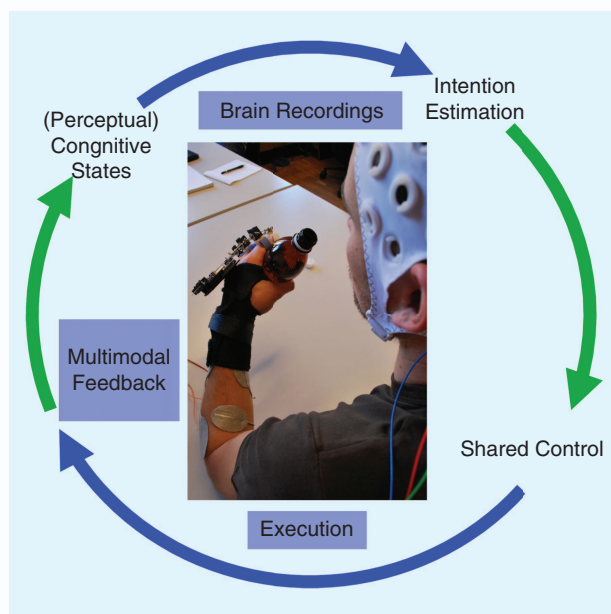 (Perceptual)
Congnitive
States
Brain Recordings
Intention
Estimation
Multimodal
Feedback
Shared Control
Execution